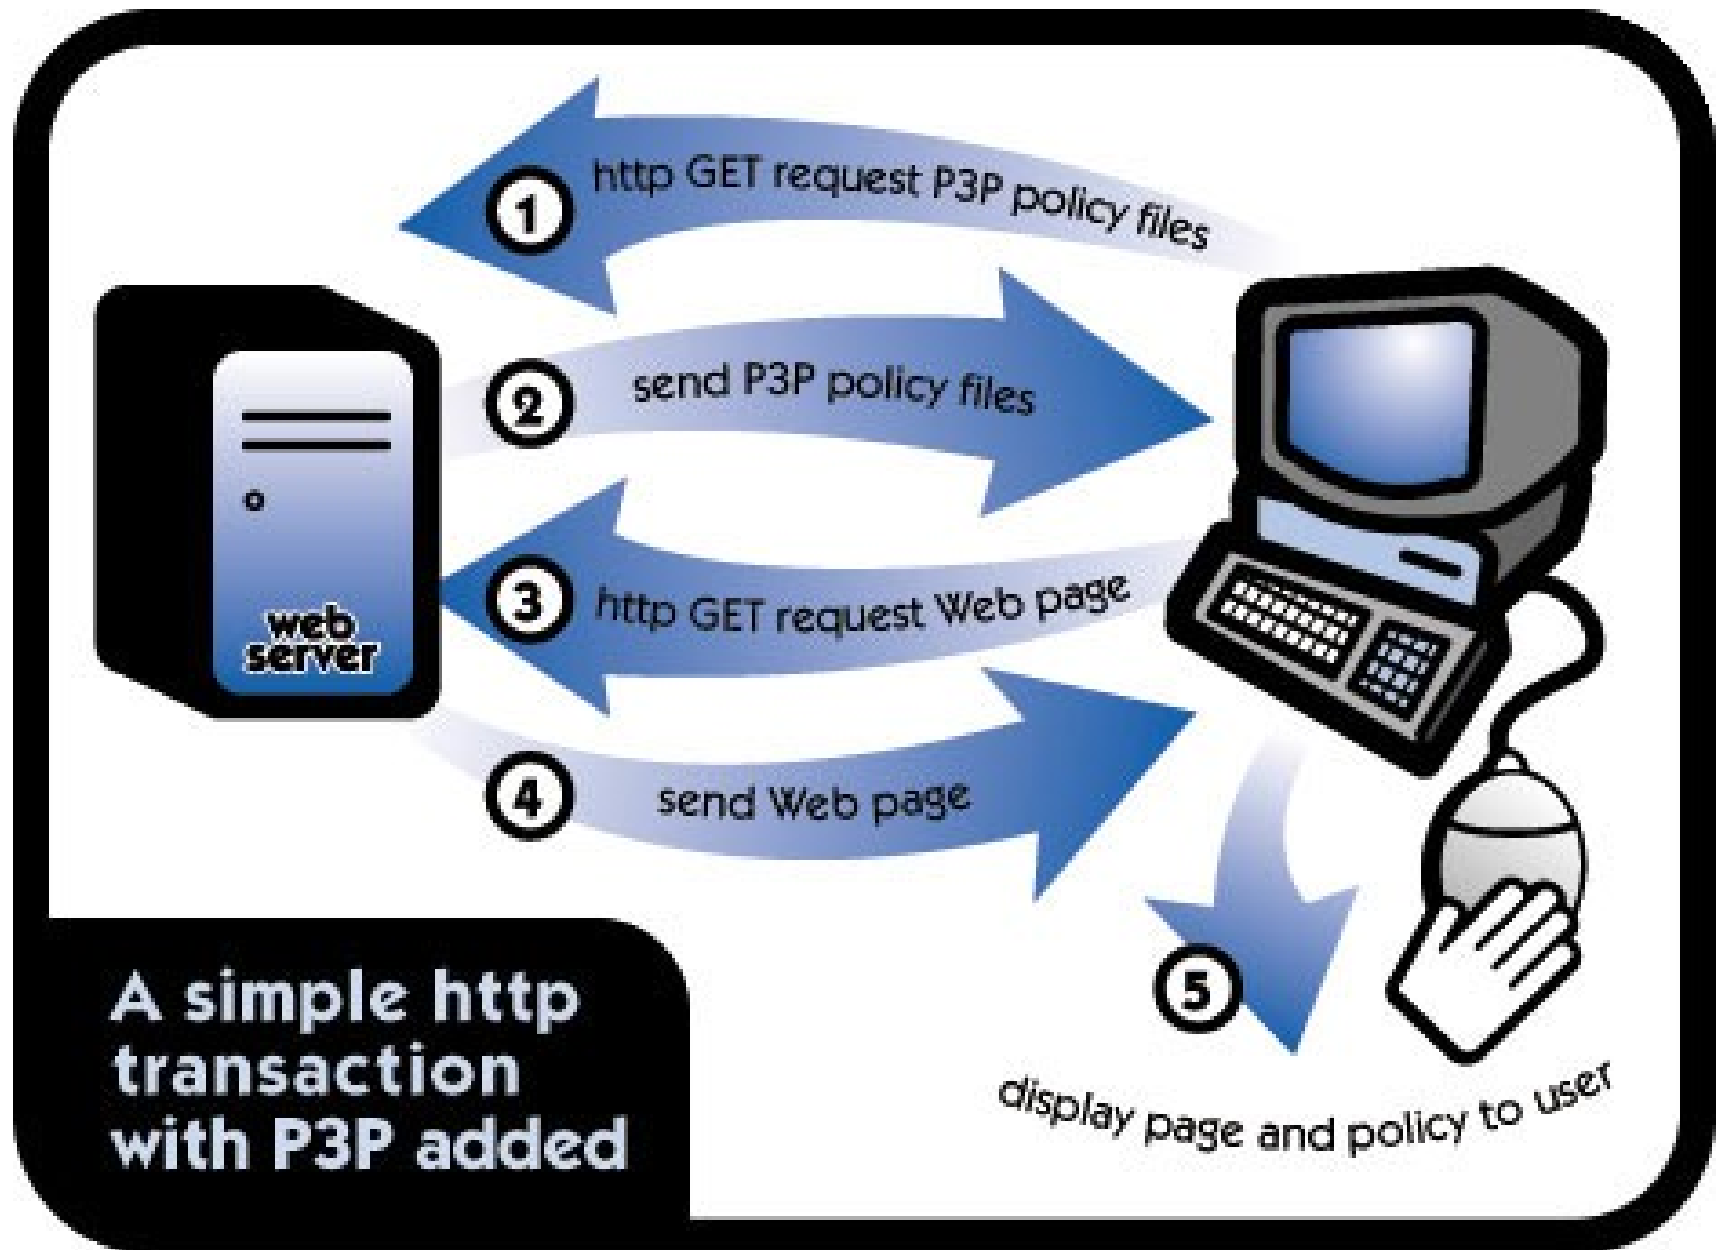 1 http GET request P3P policy files
2 send P3P policy files
3 http GET request Web page
web
server
4 send Web page
5
display page and policy to user
A simple http
transaction
with P3P added